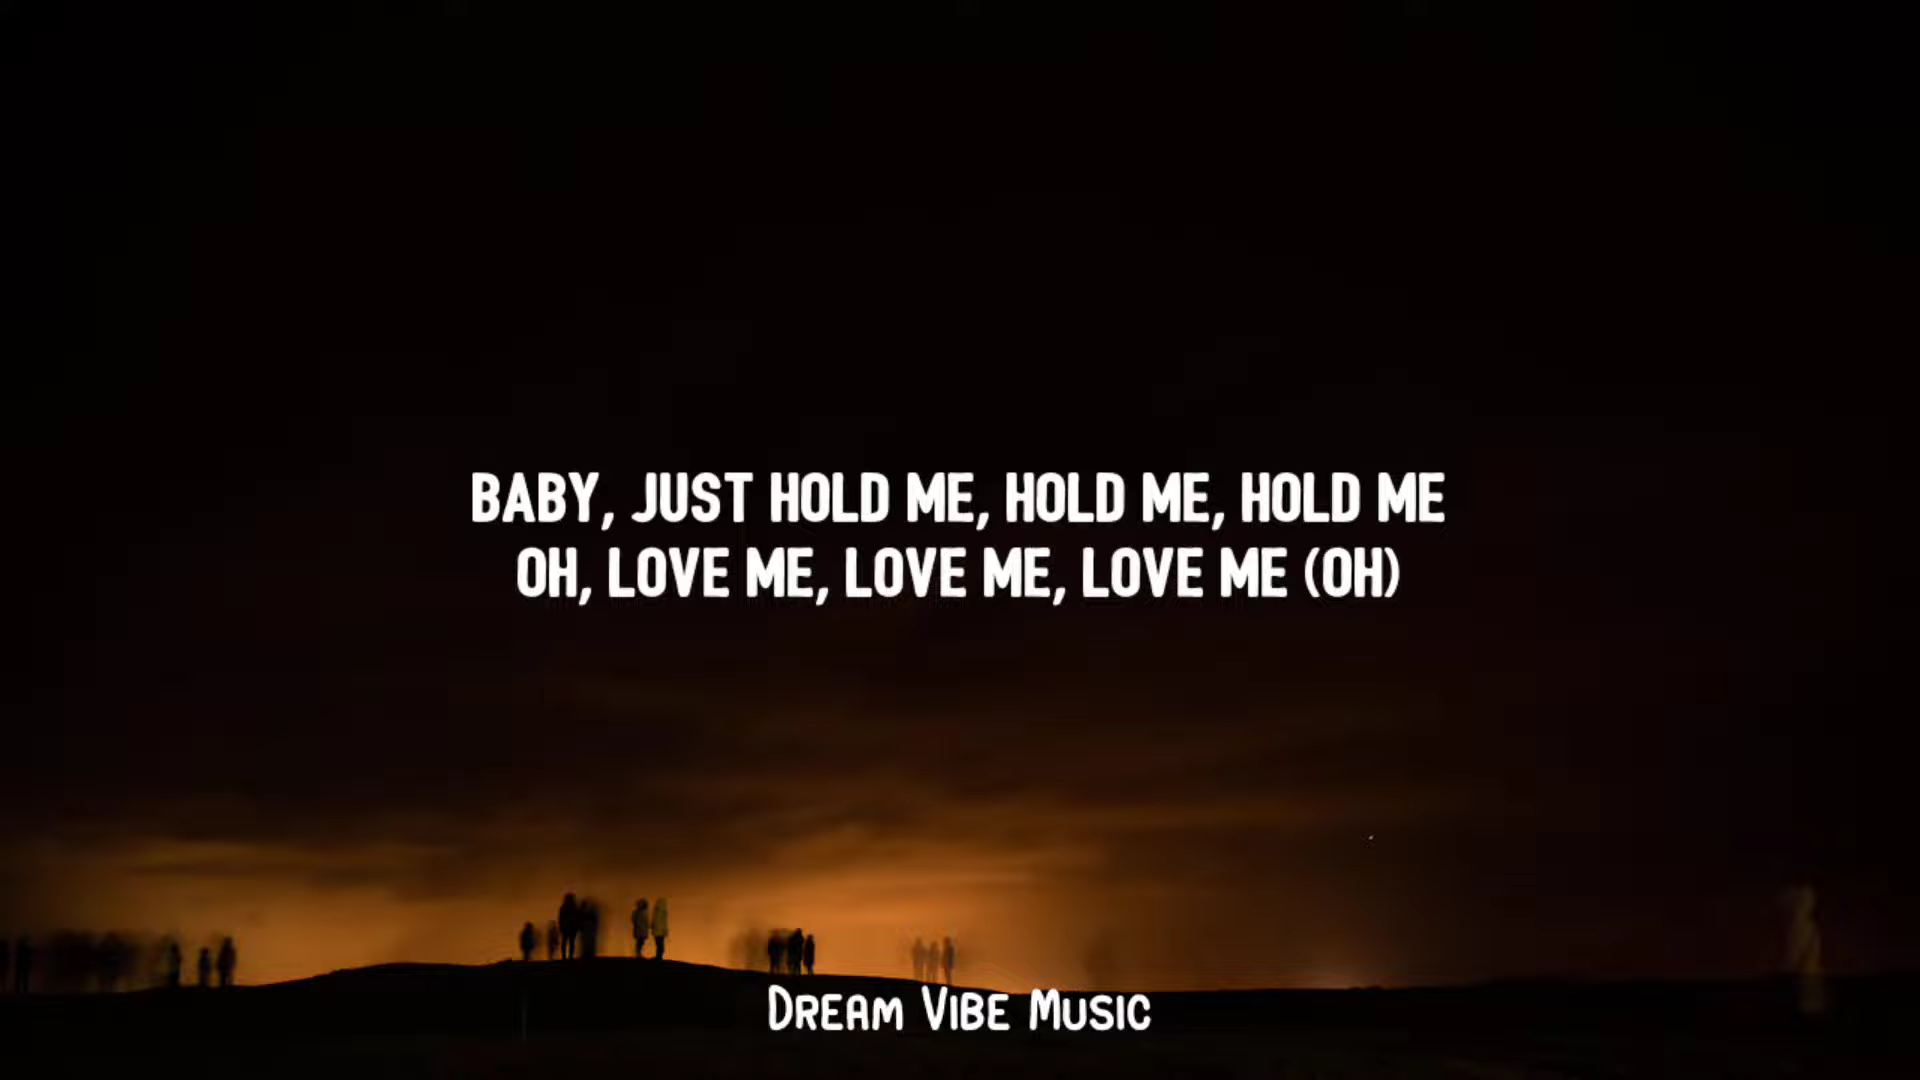 BABY, JUST HOLD ME, HOLD ME, HOLD ME
OH, LOVE ME, LOVE ME, LOVE ME (OH)
DREAM VIBE MUSIC